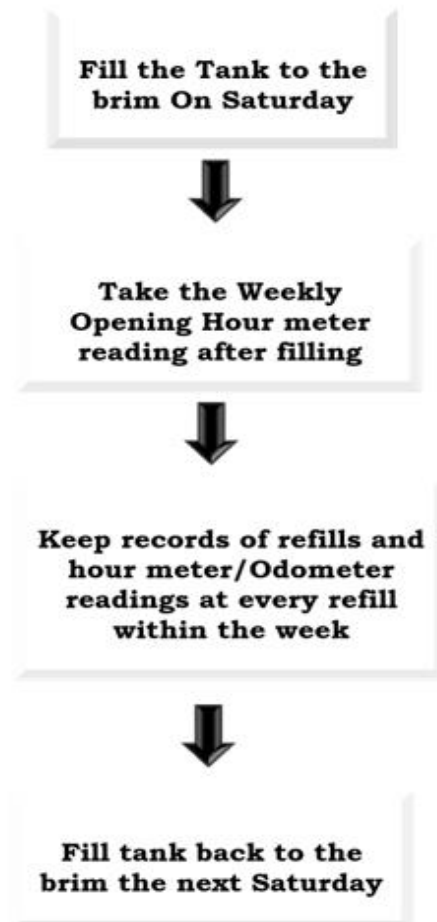 Fill the Tank to the
brim On Saturday
Take the Weekly
Opening Hour meter
reading after filling
Keep records of refills and
hour meter/Odometer
readings at every refill
within the week
Fill tank back to the
brim the next Saturday